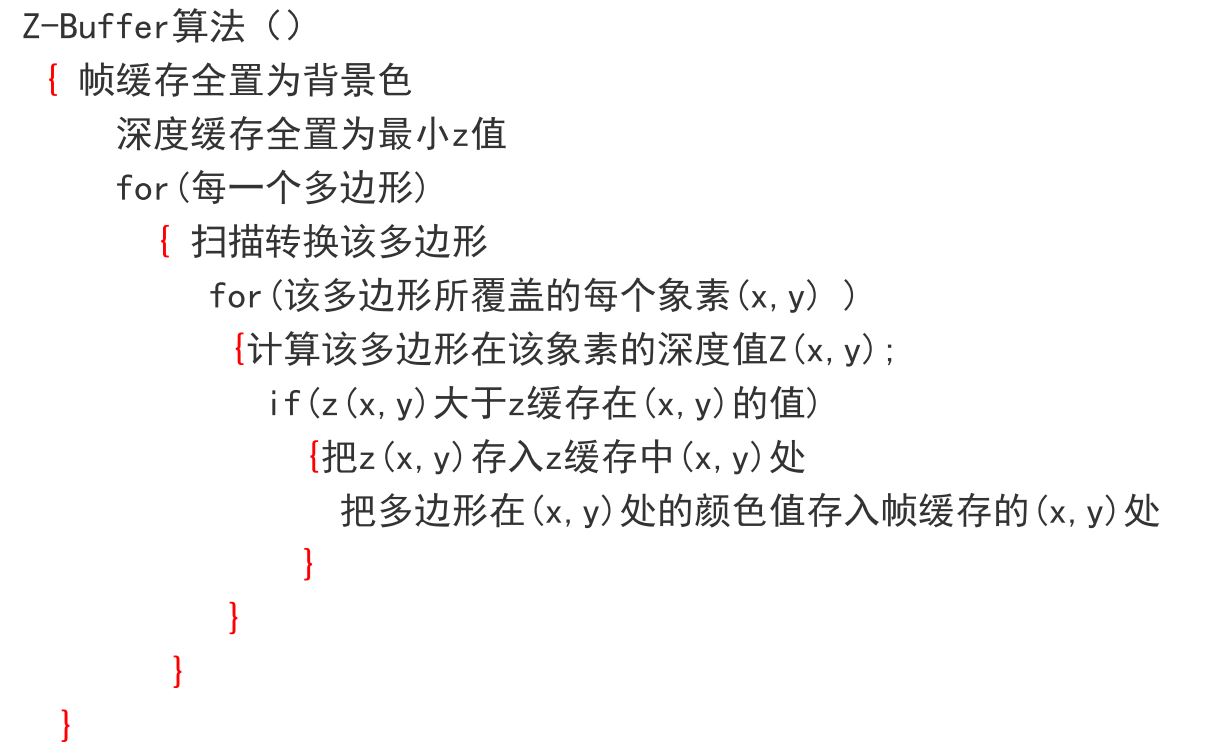 Z-Buffer算法（）
{ 帧缓存全置为背景色
深度缓存全置为最小z值
for(每一个多边形)
{ 扫描转换该多边形
for(该多边形所覆盖的每个象素(x,y) )
{计算该多边形在该象素的深度值Z(x,y);
if(z(x,y)大于z缓存在(x,y)的值)
{把z(x,y)存入z缓存中(x,y)处
把多边形在(x,y)处的颜色值存入帧缓存的(x,y)处
}
}
}
}